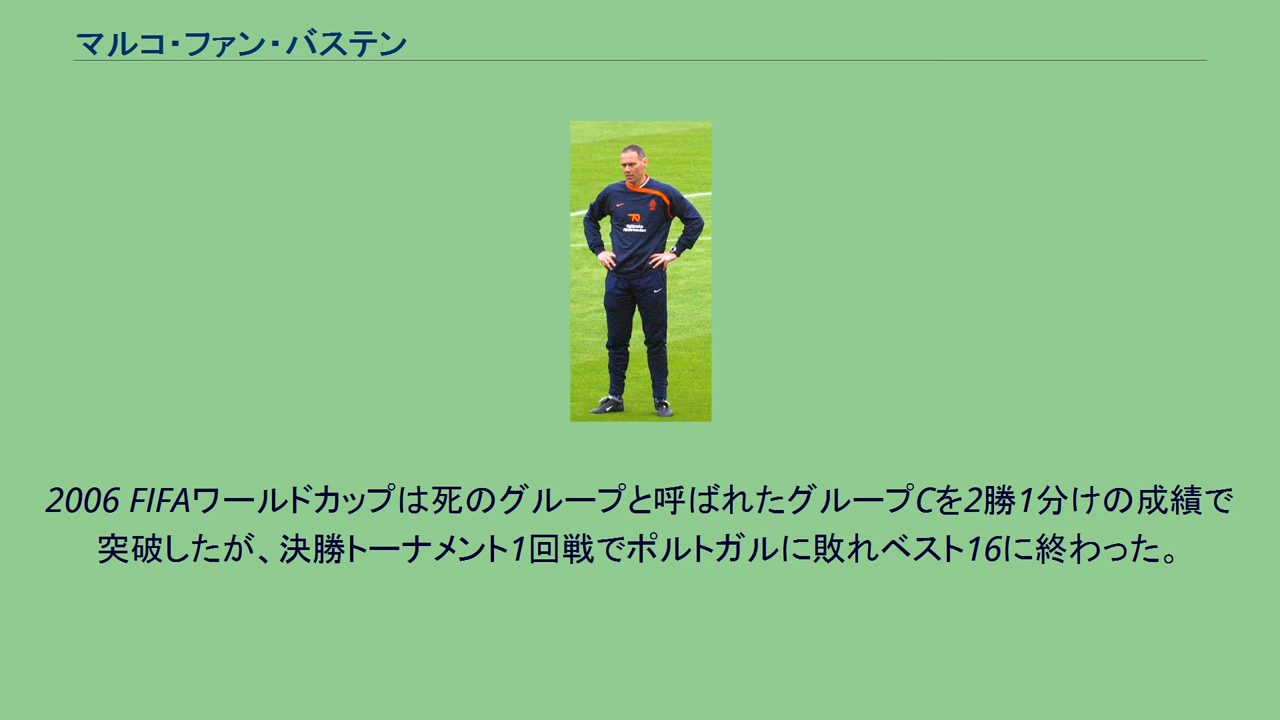 マルコ・ファン・バステン
2006 FIFAワールドカップは死のグループと呼ばれたグループCを2勝1分けの成績で
突破したが、決勝トーナメント1回戦でポルトガルに敗れベスト16に終わった。